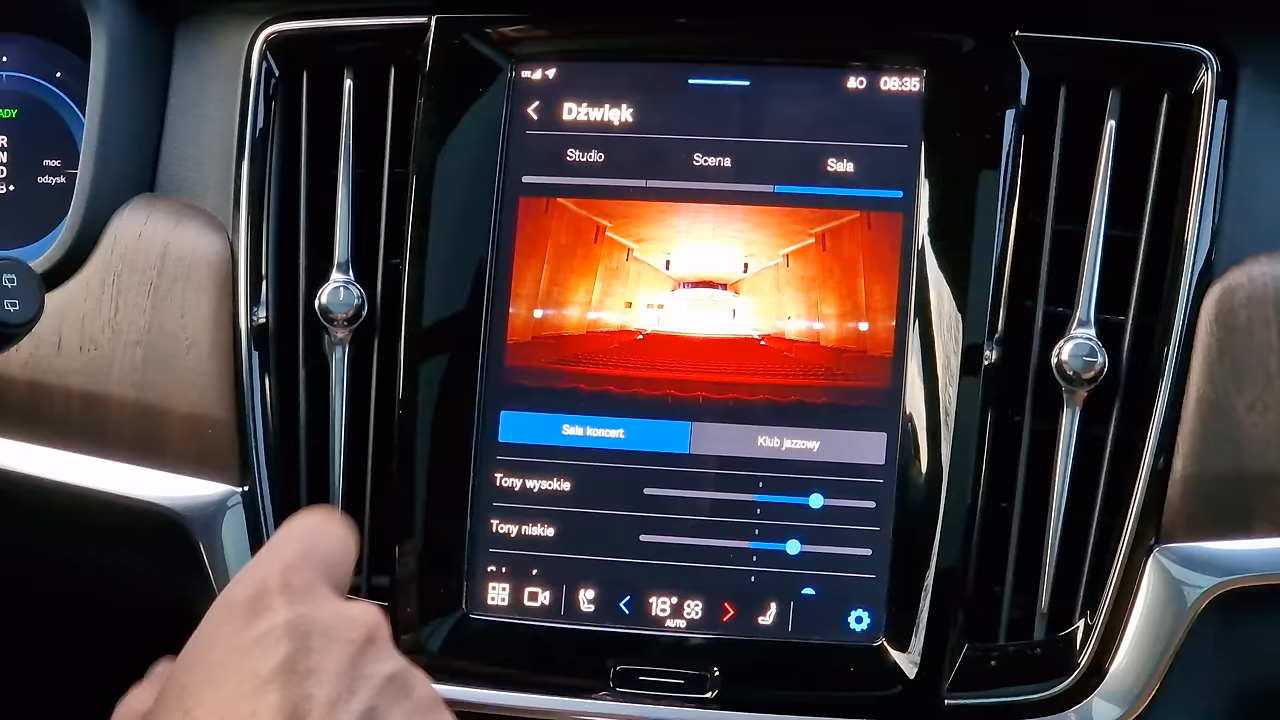 LTE
08:35
Dźwięk
Studio
Scena
Sala
Sala koncert.
Klub jazzowy
Tony wysokie
Tony niskie
18°
AUTO
ADY
R
N
D
B+
moc
odzysk